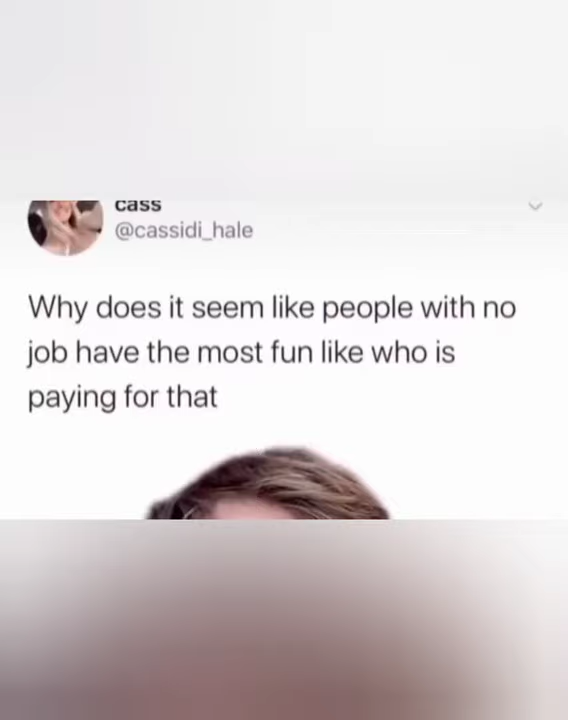 cass
@cassidi_hale
Why does it seem like people with no
job have the most fun like who is
paying for that